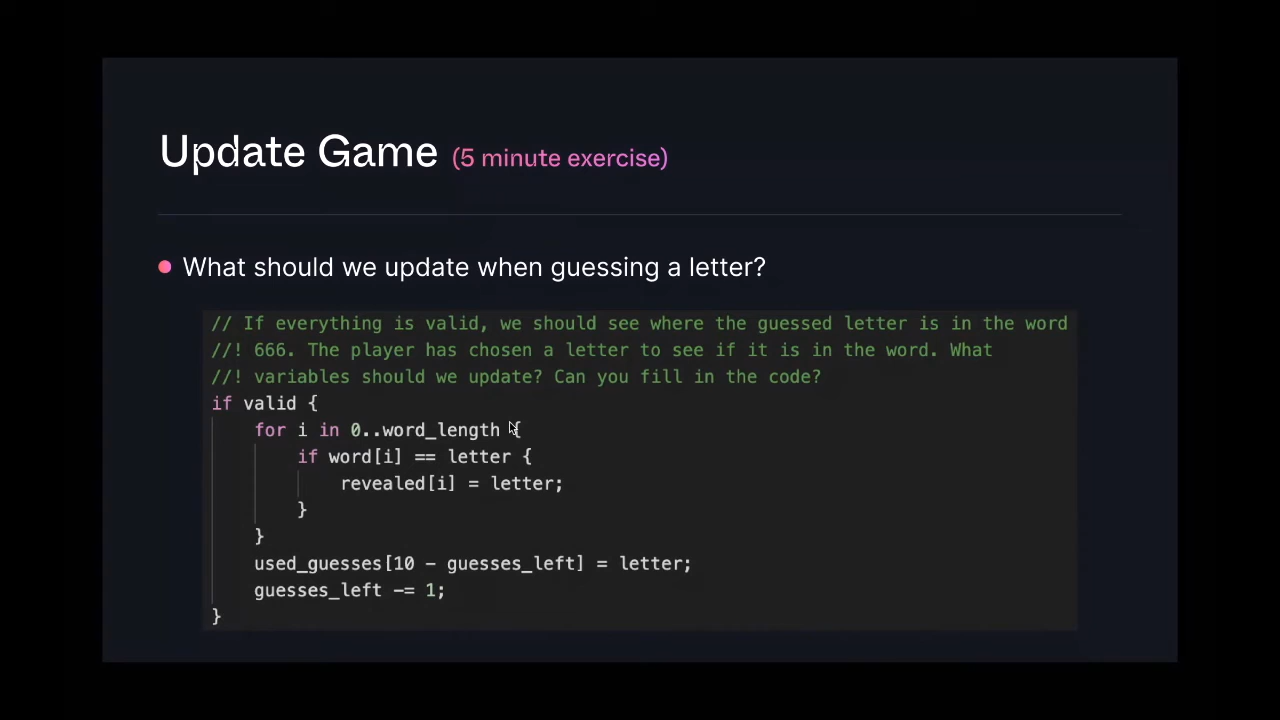 Update Game (5 minute exercise)
What should we update when guessing a letter?
// If everything is valid, we should see where the guessed letter is in the word
//! 666. The player has chosen a letter to see if it is in the word. What
//! variables should we update? Can you fill in the code?
if valid {
    for i in 0..word_length {
        if word[i] == letter {
            revealed[i] = letter;
        }
    }
    used_guesses[10 - guesses_left] = letter;
    guesses_left -= 1;
}